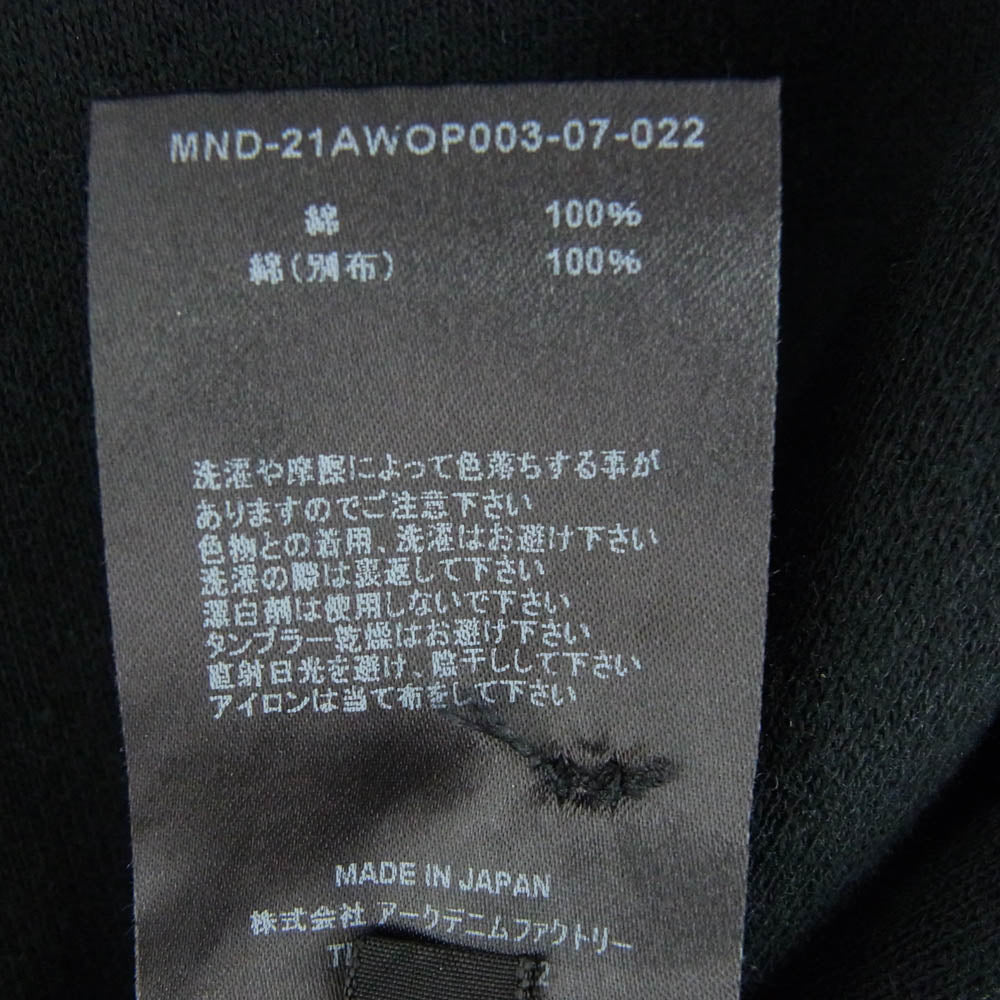 MND-21AWOP003-07-022
綿 100%
綿(別布) 100%
洗濯や摩擦によって色落ちする事が
ありますのでご注意下さい
色物との着用、洗濯はお避け下さい
洗濯の際は裏返して下さい
漂白剤は使用しないで下さい
タンブラー乾燥はお避け下さい
直射日光を避け、陰干しして下さい
アイロンは当て布をして下さい
MADE IN JAPAN
株式会社 アークデニムファクトリー